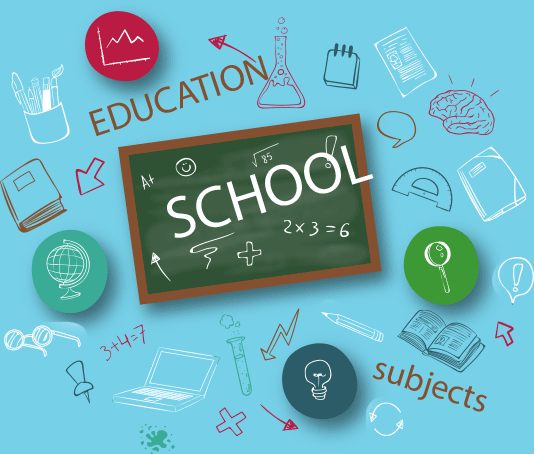 EDUCATION
A+
√85
!
SCHOOL
2×3=6
!
3+4=7
subjects